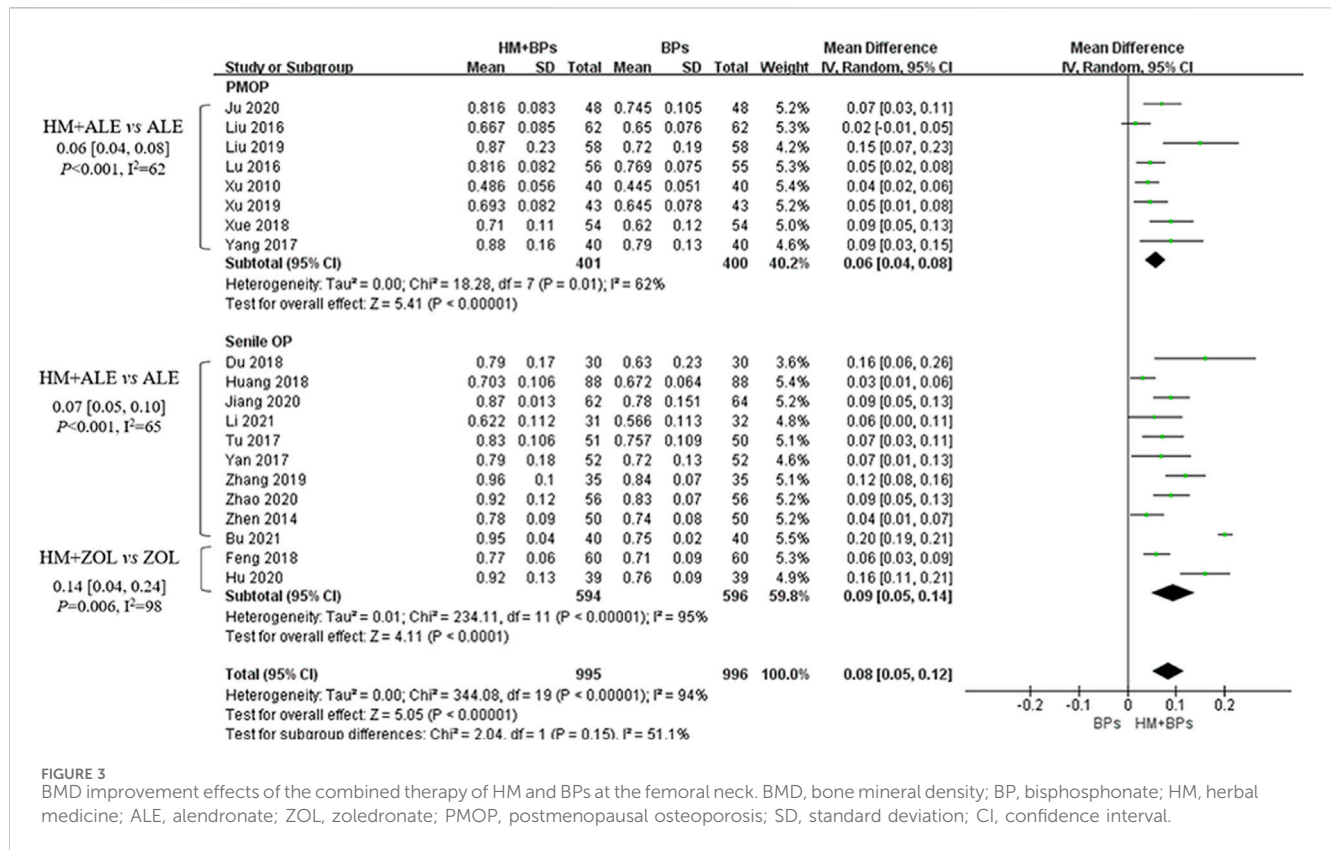 HM+BPs BPs Mean Difference Mean Difference
Study or Subgroup Mean SD Total Mean SD Total Weight IV, Random, 95% CI IV, Random, 95% CI
PMOP
Ju 2020 0.816 0.083 48 0.745 0.105 48 5.2% 0.07 [0.03, 0.11]
Liu 2016 0.667 0.085 62 0.65 0.076 62 5.3% 0.02 [-0.01, 0.05]
Liu 2019 0.87 0.23 58 0.72 0.19 58 4.1% 0.15 [0.07, 0.23]
Lu 2016 0.816 0.082 56 0.769 0.075 55 5.2% 0.05 [0.02, 0.08]
Xu 2010 0.486 0.056 40 0.445 0.051 40 5.4% 0.04 [0.02, 0.06]
Xu 2019 0.693 0.082 43 0.645 0.078 43 5.2% 0.05 [0.01, 0.08]
Xue 2018 0.71 0.11 54 0.62 0.12 54 5.0% 0.09 [0.05, 0.13]
Yang 2017 0.88 0.16 40 0.79 0.13 40 4.6% 0.09 [0.03, 0.15]
Subtotal (95% CI) 401 400 40.2% 0.06 [0.04, 0.08]
Heterogeneity: Tau² = 0.00; Chi² = 18.28, df = 7 (P = 0.01); I² = 62%
Test for overall effect: Z = 5.41 (P < 0.00001)
HM+ALE vs ALE
0.06 [0.04, 0.08]
P<0.001, I²=62
Senile OP
Du 2018 0.79 0.17 30 0.63 0.23 30 3.6% 0.16 [0.06, 0.26]
Huang 2018 0.703 0.106 88 0.672 0.064 88 5.4% 0.03 [0.01, 0.06]
Jiang 2020 0.87 0.013 62 0.78 0.151 64 5.2% 0.09 [0.05, 0.13]
Li 2021 0.622 0.112 31 0.566 0.113 32 4.8% 0.06 [0.00, 0.11]
Tu 2017 0.83 0.106 51 0.757 0.109 50 5.1% 0.07 [0.03, 0.11]
Yan 2017 0.79 0.18 52 0.72 0.13 52 4.6% 0.07 [0.01, 0.13]
Zhang 2019 0.96 0.1 35 0.84 0.07 35 5.1% 0.12 [0.08, 0.16]
Zhao 2020 0.92 0.12 56 0.83 0.07 56 5.2% 0.09 [0.05, 0.13]
Zhen 2014 0.78 0.09 50 0.74 0.08 50 5.2% 0.04 [0.01, 0.07]
Bu 2021 0.95 0.04 40 0.75 0.02 40 5.4% 0.20 [0.19, 0.21]
Feng 2018 0.77 0.06 60 0.71 0.09 60 5.3% 0.06 [0.03, 0.09]
Hu 2020 0.92 0.13 39 0.76 0.09 39 4.9% 0.16 [0.11, 0.21]
Subtotal (95% CI) 594 596 59.8% 0.09 [0.05, 0.14]
Heterogeneity: Tau² = 0.01; Chi² = 234.11, df = 11 (P < 0.00001); I² = 95%
Test for overall effect: Z = 4.11 (P < 0.0001)
HM+ALE vs ALE
0.07 [0.05, 0.10]
P<0.001, I²=65
HM+ZOL vs ZOL
0.14 [0.04, 0.24]
P=0.006, I²=98
Total (95% CI) 995 996 100.0% 0.08 [0.05, 0.12]
Heterogeneity: Tau² = 0.00; Chi² = 344.08, df = 19 (P < 0.00001); I² = 94%
Test for overall effect: Z = 5.05 (P < 0.00001)
Test for subgroup differences: Chi² = 2.04, df = 1 (P = 0.15), I² = 51.1%
-0.2 -0.1 0 0.1 0.2
BPs HM+BPs
FIGURE 3
BMD improvement effects of the combined therapy of HM and BPs at the femoral neck. BMD, bone mineral density; BP, bisphosphonate; HM, herbal
medicine; ALE, alendronate; ZOL, zoledronate; PMOP, postmenopausal osteoporosis; SD, standard deviation; CI, confidence interval.